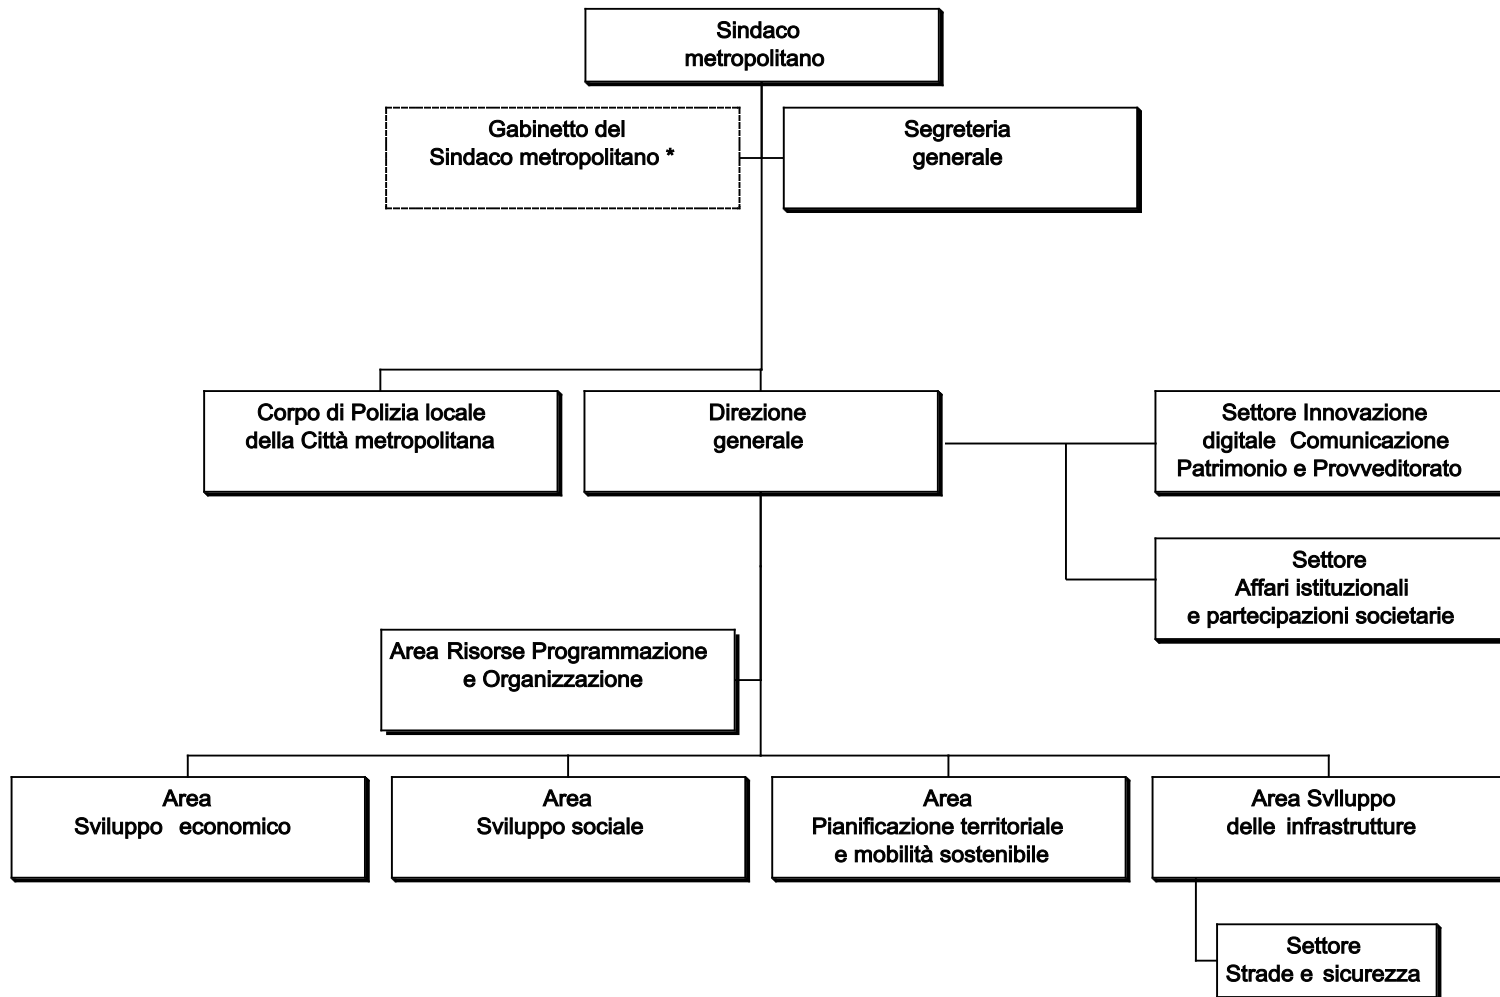 Sindaco
metropolitano
Gabinetto del
Sindaco metropolitano *
Segreteria
generale
Corpo di Polizia locale
della Città metropolitana
Direzione
generale
Settore Innovazione
digitale Comunicazione
Patrimonio e Provveditorato
Settore
Affari istituzionali
e partecipazioni societarie
Area Risorse Programmazione
e Organizzazione
Area
Sviluppo economico
Area
Sviluppo sociale
Area
Pianificazione territoriale
e mobilità sostenibile
Area Svlluppo
delle infrastrutture
Settore
Strade e sicurezza